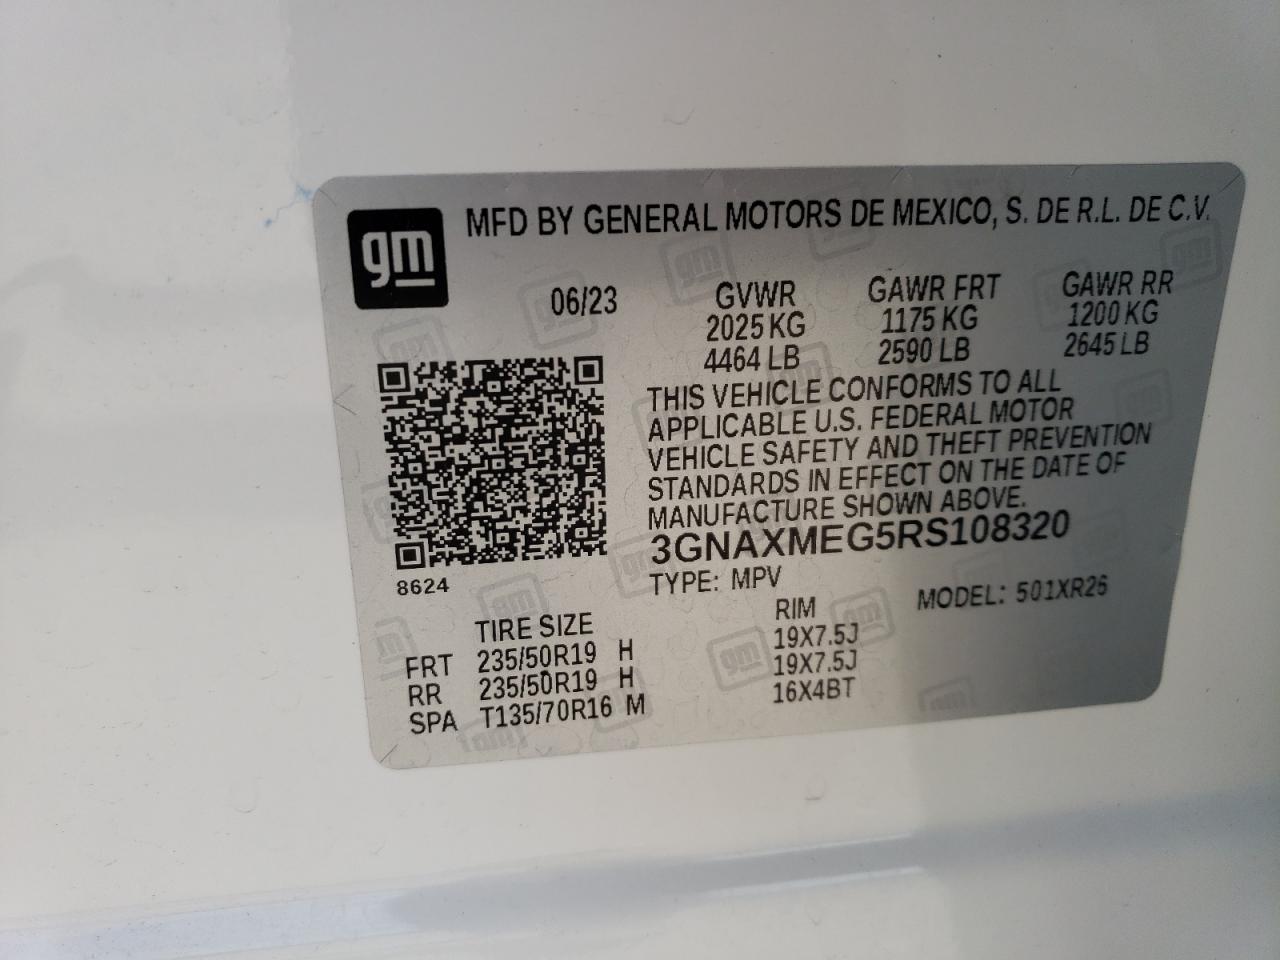 gm
MFD BY GENERAL MOTORS DE MEXICO, S. DE R.L. DE C.V.
06/23
GVWR GAWR FRT GAWR RR
2025 KG 1175 KG 1200 KG
4464 LB 2590 LB 2645 LB
THIS VEHICLE CONFORMS TO ALL
APPLICABLE U.S. FEDERAL MOTOR
VEHICLE SAFETY AND THEFT PREVENTION
STANDARDS IN EFFECT ON THE DATE OF
MANUFACTURE SHOWN ABOVE.
3GNAXMEG5RS108320
8624
TYPE: MPV MODEL: 501XR26
TIRE SIZE RIM
FRT 235/50R19 H 19X7.5J
RR 235/50R19 H 19X7.5J
SPA T135/70R16 M 16X4BT